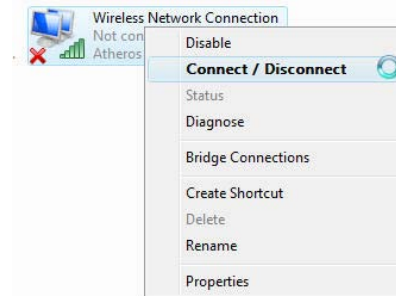 Wireless Network Connection
Not con
Atheros
Disable
Connect / Disconnect
Status
Diagnose
Bridge Connections
Create Shortcut
Delete
Rename
Properties